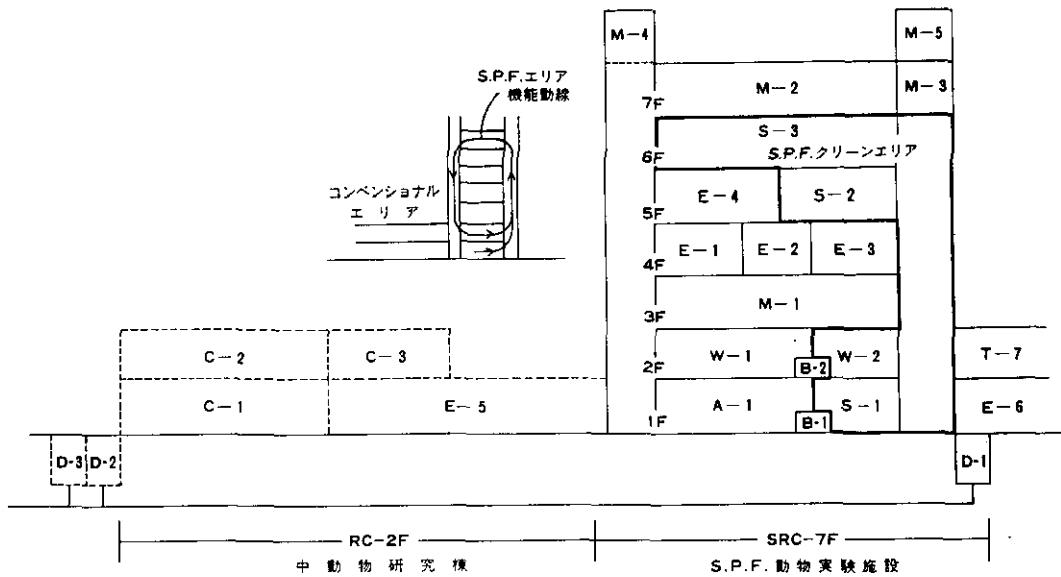 M-4
M-5
S.P.F.エリア
機能動線
M-2
M-3
7F
S-3
6F
S.P.F.クリーンエリア
コンベンショナル
エリア
E-4
S-2
5F
E-1
E-2
E-3
4F
M-1
3F
C-2
C-3
W-1
W-2
T-7
2F
B-2
C-1
E-5
A-1
S-1
E-6
1F
B-1
D-3
D-2
D-1
RC-2F
SRC-7F
中動物研究棟
S.P.F.動物実験施設